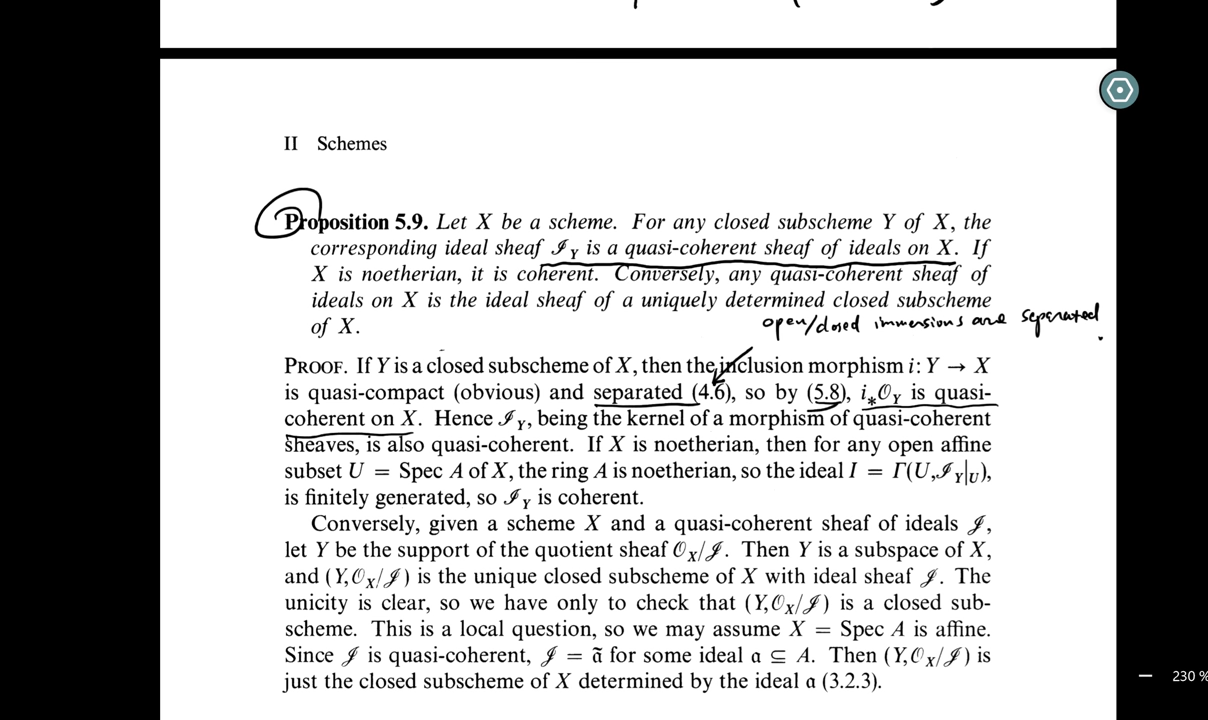 II Schemes
Proposition 5.9. Let X be a scheme. For any closed subscheme Y of X, the
corresponding ideal sheaf 𝓘_Y is a quasi-coherent sheaf of ideals on X. If
X is noetherian, it is coherent. Conversely, any quasi-coherent sheaf of
ideals on X is the ideal sheaf of a uniquely determined closed subscheme
of X.
open/closed immersions are separated.
PROOF. If Y is a closed subscheme of X, then the inclusion morphism i: Y → X
is quasi-compact (obvious) and separated (4.6), so by (5.8), i_*𝒪_Y is quasi-
coherent on X. Hence 𝓘_Y, being the kernel of a morphism of quasi-coherent
sheaves, is also quasi-coherent. If X is noetherian, then for any open affine
subset U = Spec A of X, the ring A is noetherian, so the ideal I = Γ(U,𝓘_Y|_U),
is finitely generated, so 𝓘_Y is coherent.
Conversely, given a scheme X and a quasi-coherent sheaf of ideals 𝒥,
let Y be the support of the quotient sheaf 𝒪_X/𝒥. Then Y is a subspace of X,
and (Y,𝒪_X/𝒥) is the unique closed subscheme of X with ideal sheaf 𝒥. The
unicity is clear, so we have only to check that (Y,𝒪_X/𝒥) is a closed sub-
scheme. This is a local question, so we may assume X = Spec A is affine.
Since 𝒥 is quasi-coherent, 𝒥 = ã for some ideal 𝔞 ⊆ A. Then (Y,𝒪_X/𝒥) is
just the closed subscheme of X determined by the ideal 𝔞 (3.2.3).
230 %